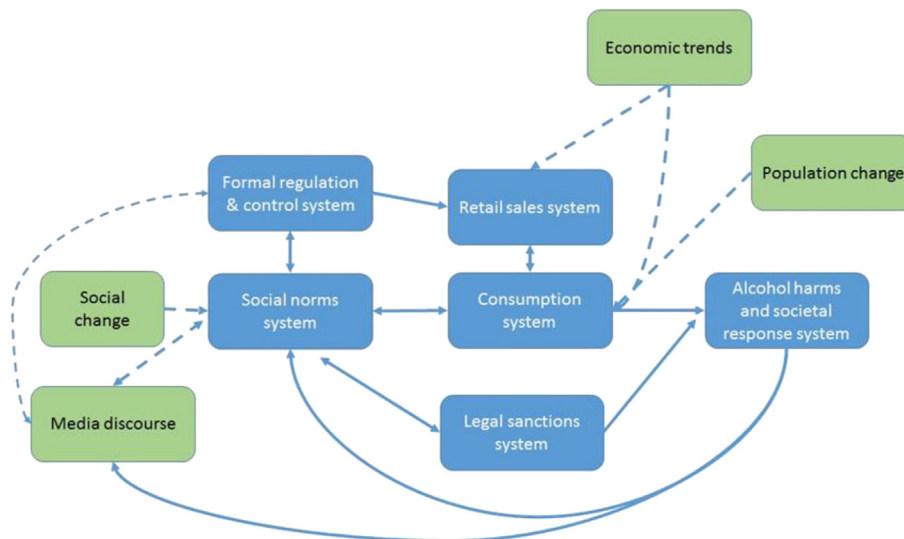 Economic trends
Population change
Formal regulation
& control system
Retail sales system
Social
change
Social norms
system
Consumption
system
Alcohol harms
and societal
response system
Media discourse
Legal sanctions
system